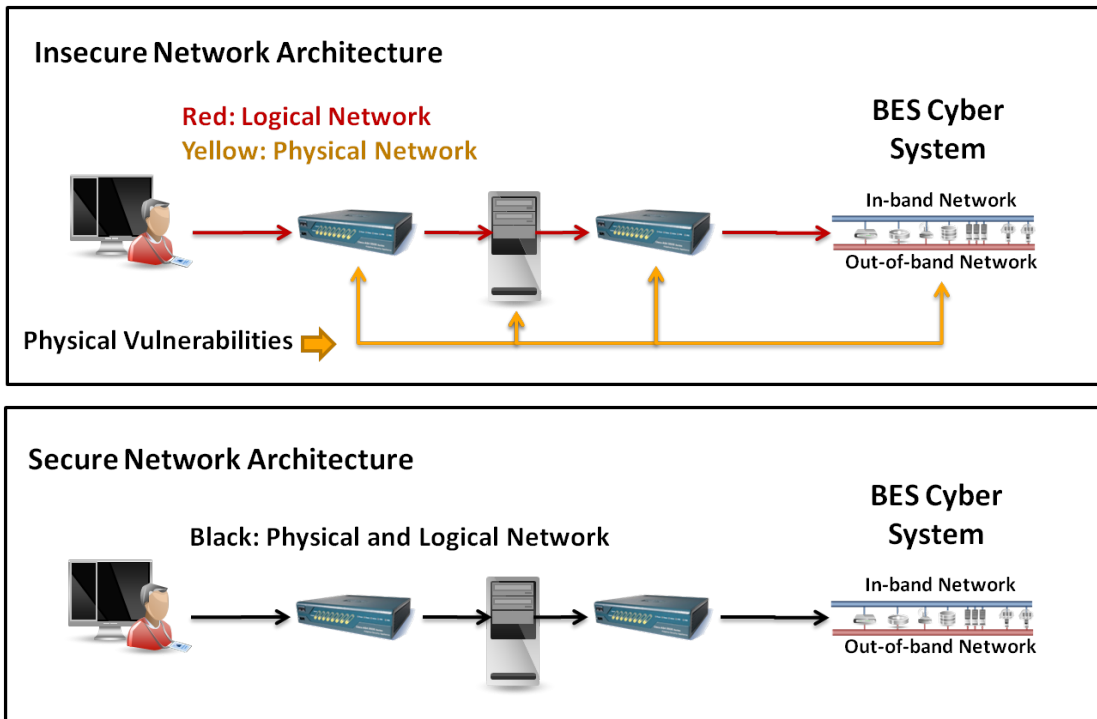 Insecure Network Architecture
Red: Logical Network
Yellow: Physical Network
BES Cyber
System
In-band Network
Out-of-band Network
Physical Vulnerabilities
Secure Network Architecture
BES Cyber
System
Black: Physical and Logical Network
In-band Network
Out-of-band Network